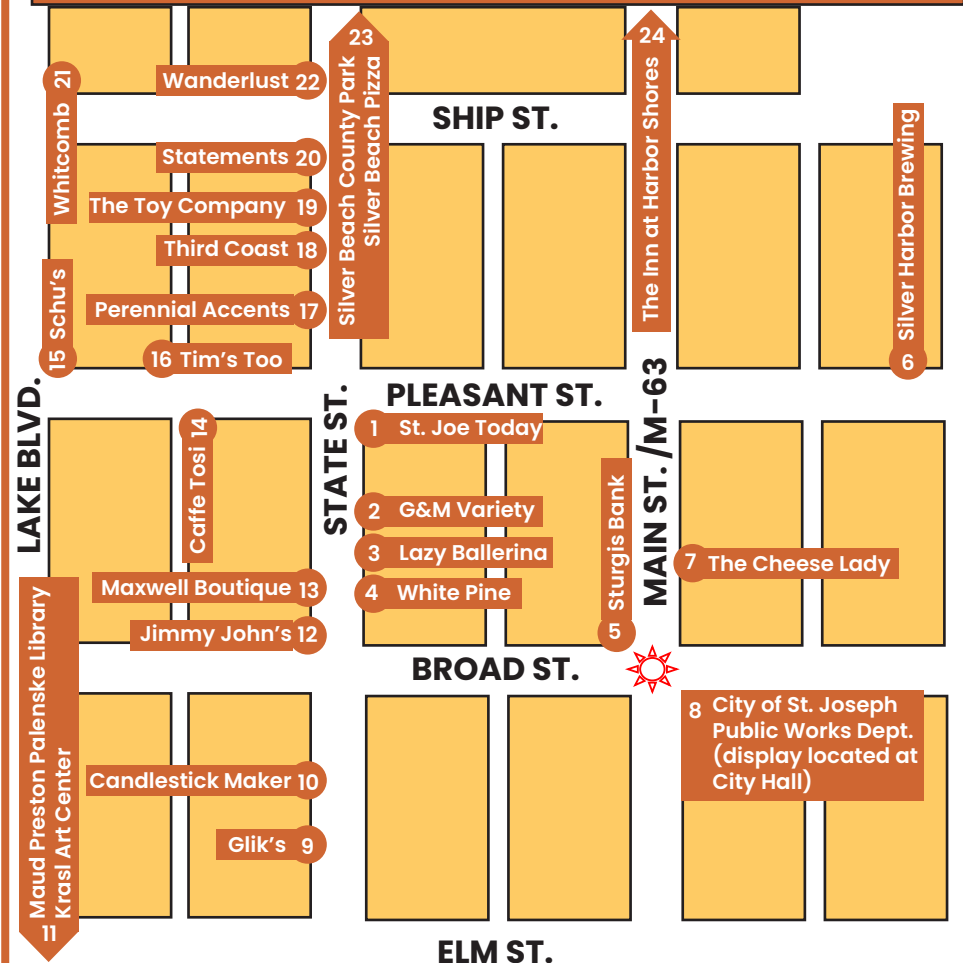 23
Silver Beach County Park
Silver Beach Pizza
24
The Inn at Harbor Shores
21
Whitcomb
Wanderlust 22
SHIP ST.
Silver Harbor Brewing
6
Statements 20
The Toy Company 19
Third Coast 18
15 Schu's
Perennial Accents 17
16 Tim's Too
LAKE BLVD.
STATE ST.
PLEASANT ST.
MAIN ST. /M-63
Caffe Tosi 14
1 St. Joe Today
2 G&M Variety
3 Lazy Ballerina
4 White Pine
5 Sturgis Bank
7 The Cheese Lady
Maxwell Boutique 13
Jimmy John's 12
BROAD ST.
Maud Preston Palenske Library
Krasl Art Center
11
8 City of St. Joseph
Public Works Dept.
(display located at
City Hall)
Candlestick Maker 10
Glik's 9
ELM ST.